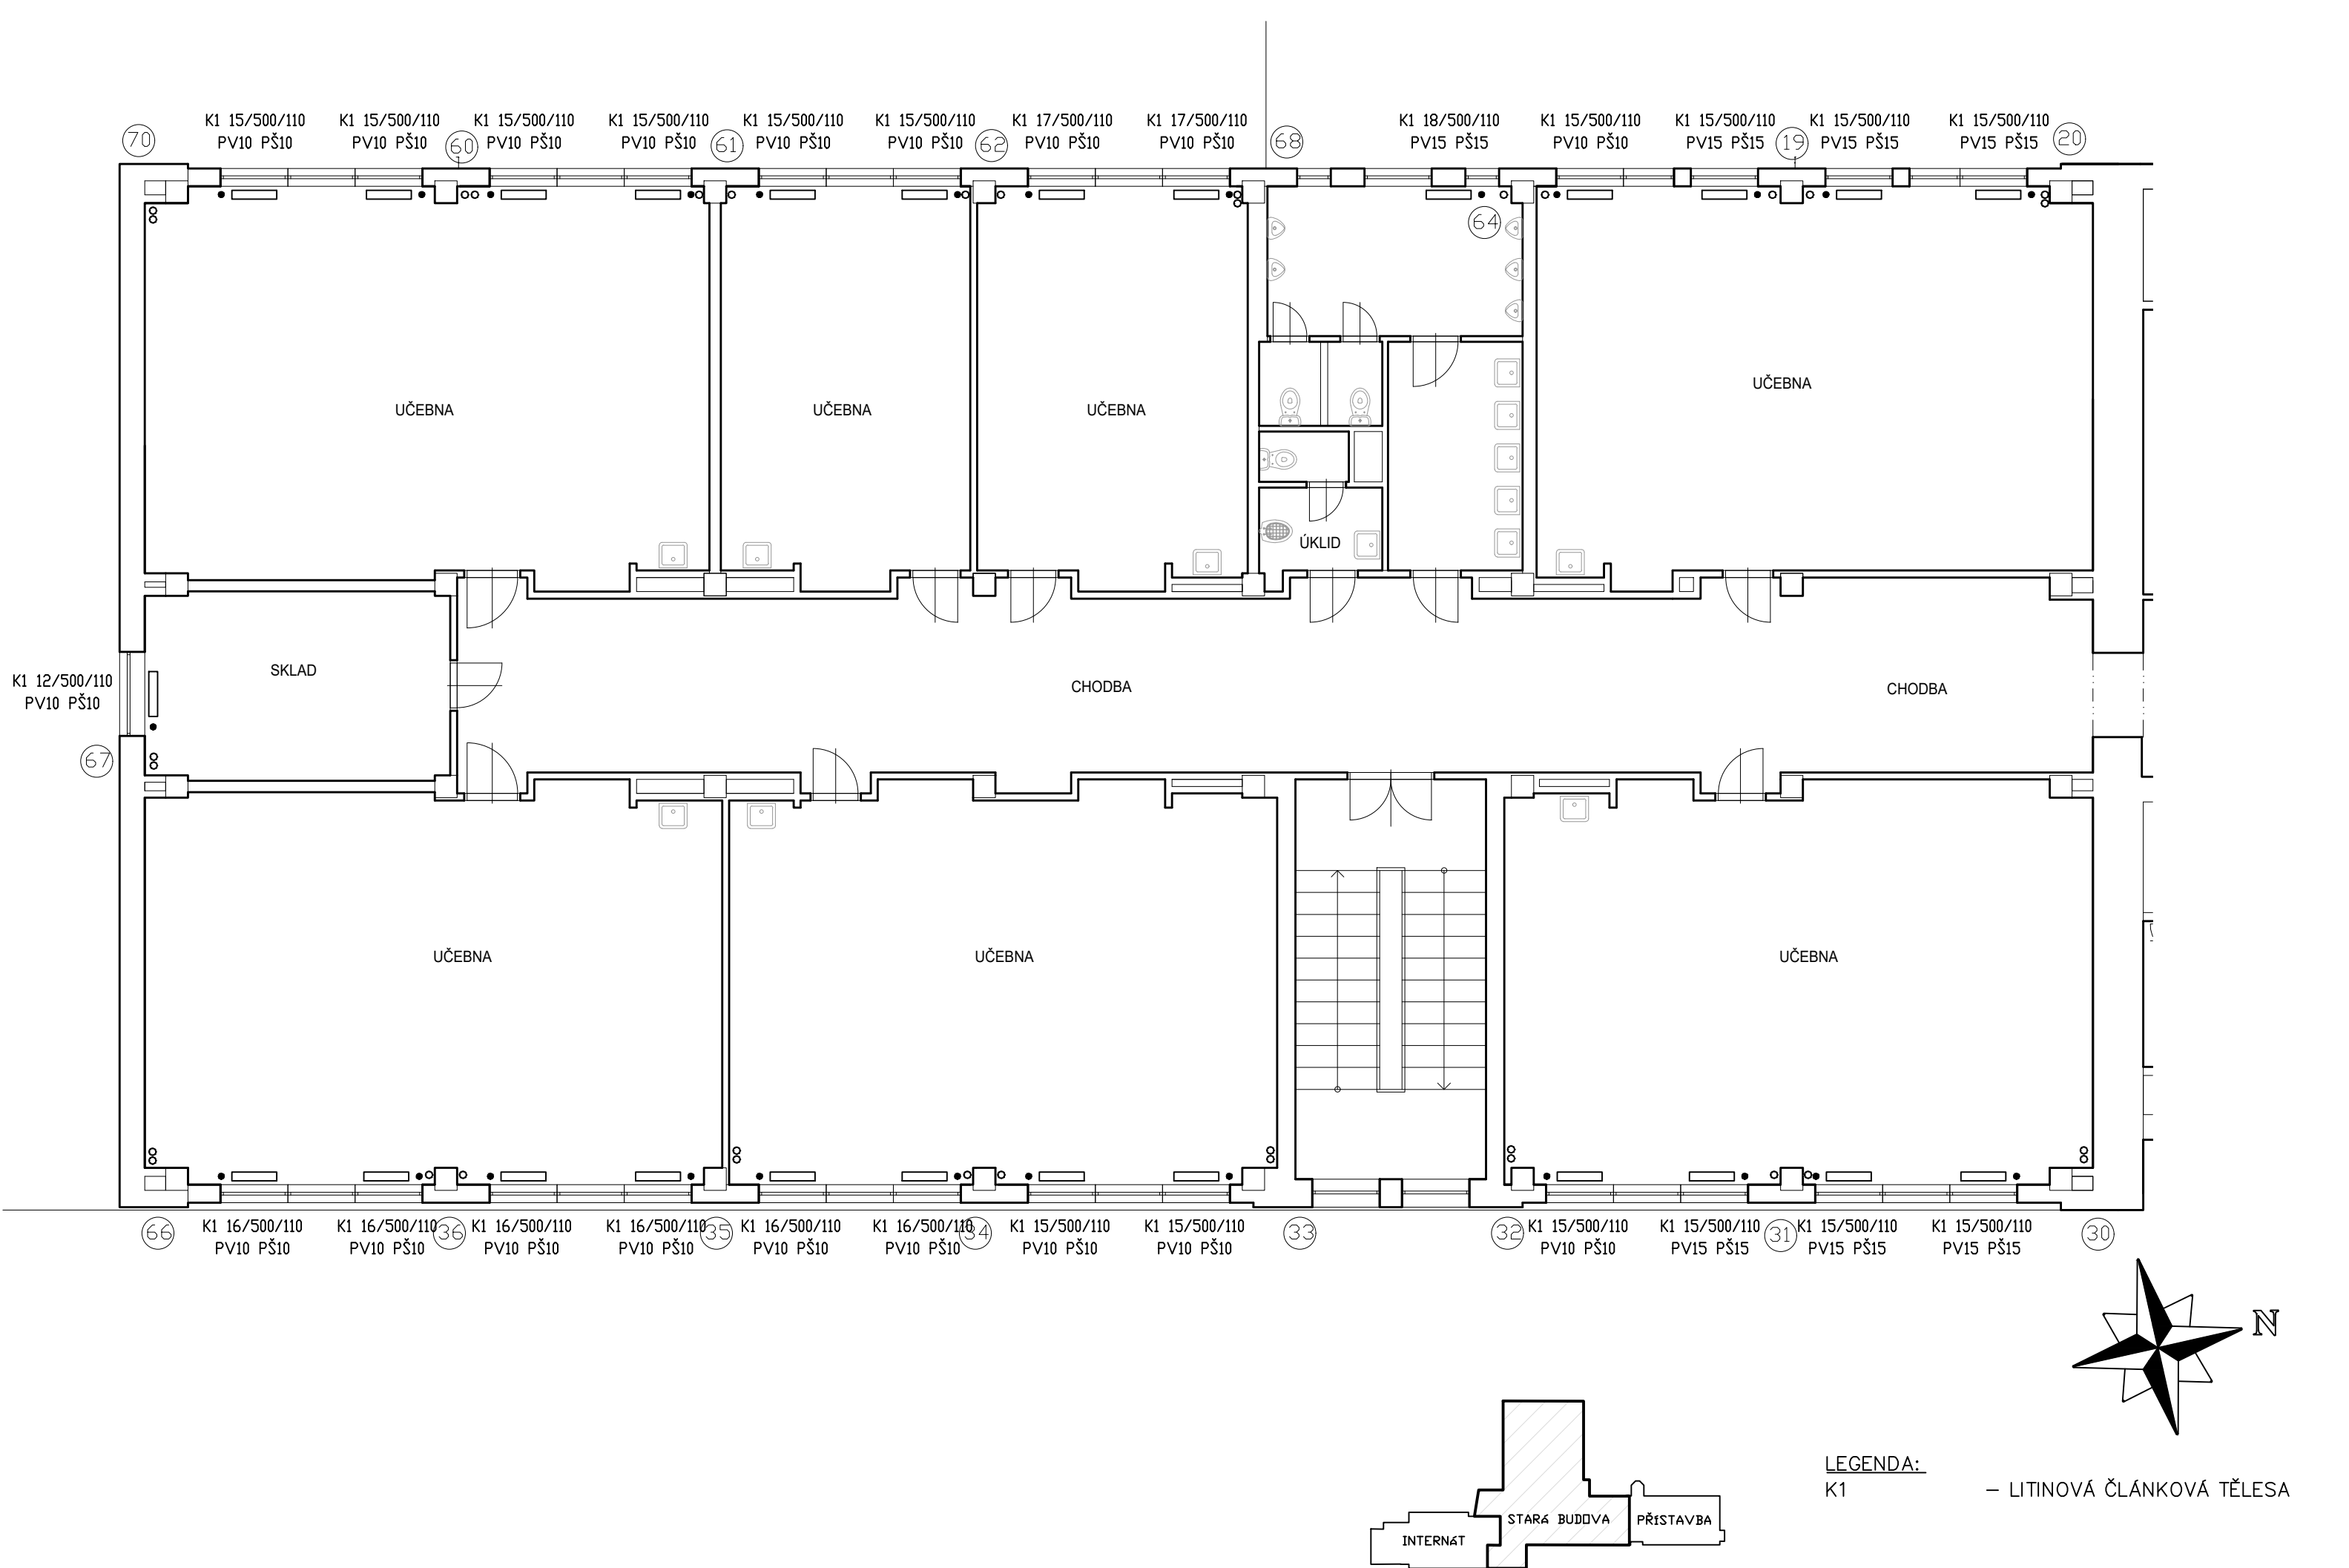 K1 15/500/110 K1 15/500/110 K1 15/500/110 K1 15/500/110 K1 15/500/110 K1 15/500/110 K1 17/500/110 K1 17/500/110 K1 18/500/110 K1 15/500/110 K1 15/500/110 K1 15/500/110 K1 15/500/110
70 PV10 PŠ10 PV10 PŠ10 60 PV10 PŠ10 PV10 PŠ10 61 PV10 PŠ10 PV10 PŠ10 62 PV10 PŠ10 PV10 PŠ10 68 PV15 PŠ15 PV10 PŠ10 PV15 PŠ15 19 PV15 PŠ15 PV15 PŠ15 20
64
UČEBNA UČEBNA UČEBNA UČEBNA
ÚKLID
SKLAD
K1 12/500/110
PV10 PŠ10
CHODBA CHODBA
67
UČEBNA UČEBNA UČEBNA
K1 16/500/110 K1 16/500/110 K1 16/500/110 K1 16/500/110 K1 16/500/110 K1 16/500/110 K1 15/500/110 K1 15/500/110 K1 15/500/110 K1 15/500/110 K1 15/500/110 K1 15/500/110
66 PV10 PŠ10 PV10 PŠ10 36 PV10 PŠ10 PV10 PŠ10 35 PV10 PŠ10 PV10 PŠ10 34 PV10 PŠ10 PV10 PŠ10 33 32 PV10 PŠ10 PV15 PŠ15 31 PV15 PŠ15 PV15 PŠ15 30
N
LEGENDA:
K1 – LITINOVÁ ČLÁNKOVÁ TĚLESA
STARÁ BUDOVA PŘÍSTAVBA
INTERNÁT